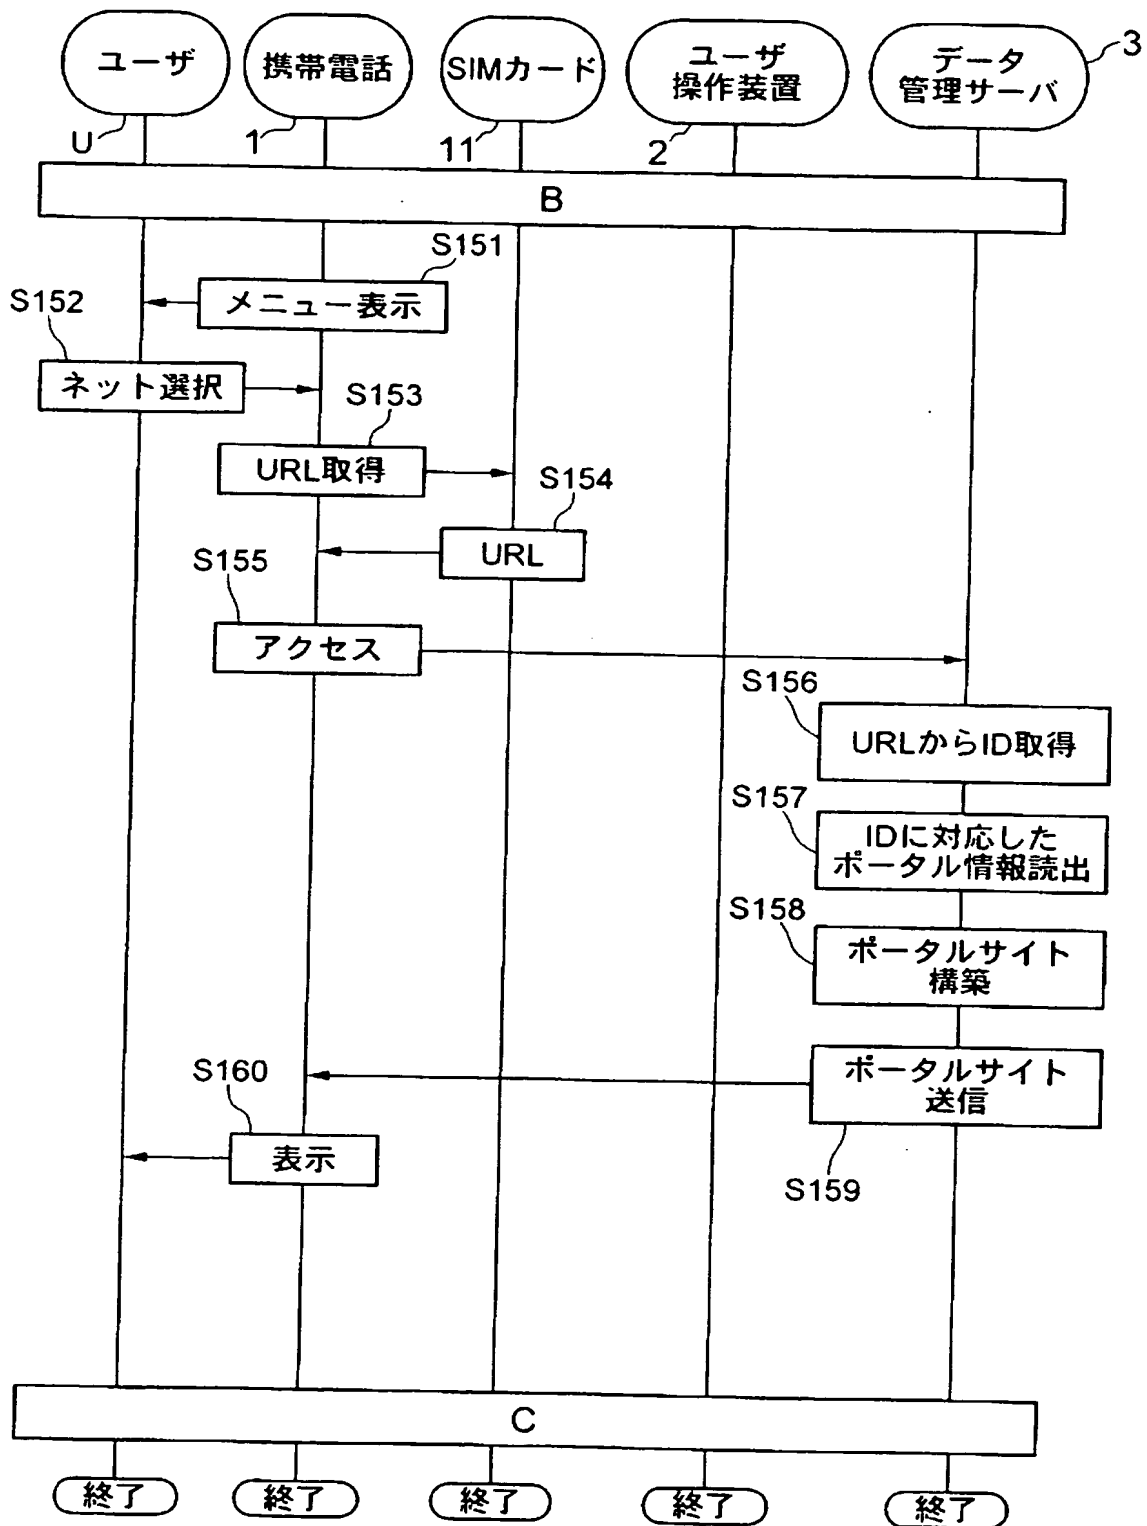 ユーザ
携帯電話
SIMカード
ユーザ
操作装置
データ
管理サーバ
3
U
1
11
2
B
S151
メニュー表示
S152
ネット選択
S153
URL取得
S154
URL
S155
アクセス
S156
URLからID取得
S157
IDに対応した
ポータル情報読出
S158
ポータルサイト
構築
ポータルサイト
送信
S159
S160
表示
C
終了
終了
終了
終了
終了